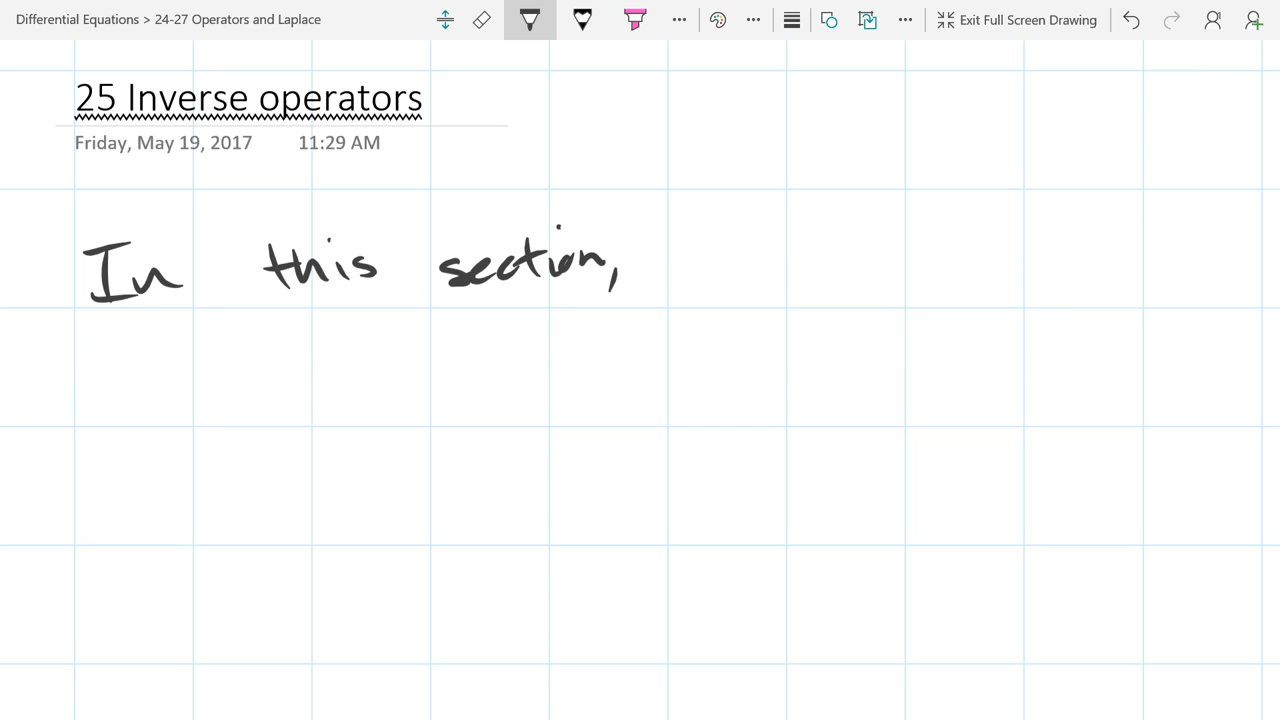 Differential Equations > 24-27 Operators and Laplace
Exit Full Screen Drawing
25 Inverse operators
Friday, May 19, 2017 11:29 AM
In this section,